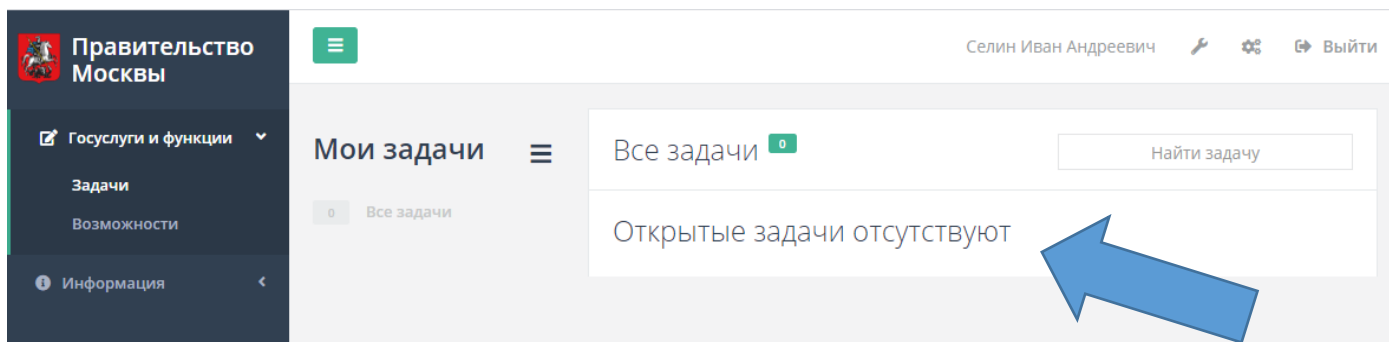 Правительство
Москвы
Селин Иван Андреевич
Выйти
Госуслуги и функции
Задачи
Возможности
Информация
Мои задачи
0 Все задачи
Все задачи 0
Найти задачу
Открытые задачи отсутствуют